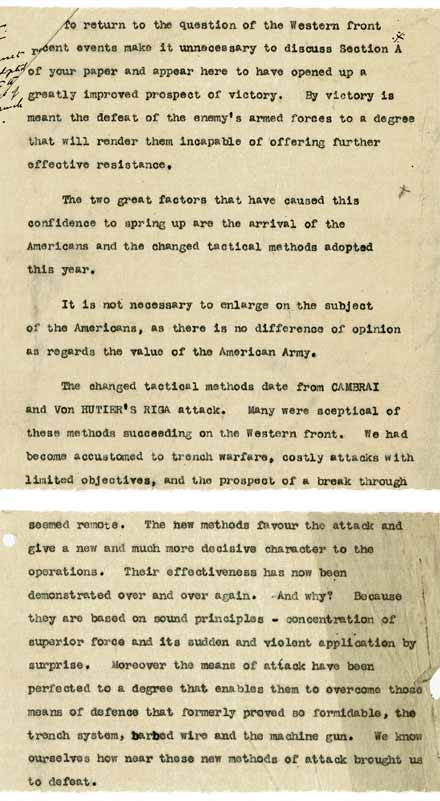 To return to the question of the Western front
recent events make it unnecessary to discuss Section A
of your paper and appear here to have opened up a
greatly improved prospect of victory. By victory is
meant the defeat of the enemy's armed forces to a degree
that will render them incapable of offering further
effective resistance.
The two great factors that have caused this
confidence to spring up are the arrival of the
Americans and the changed tactical methods adopted
this year.
It is not necessary to enlarge on the subject
of the Americans, as there is no difference of opinion
as regards the value of the American Army.
The changed tactical methods date from CAMBRAI
and Von HUTIER'S RIGA attack. Many were sceptical of
these methods succeeding on the Western front. We had
become accustomed to trench warfare, costly attacks with
limited objectives, and the prospect of a break through
seemed remote. The new methods favour the attack and
give a new and much more decisive character to the
operations. Their effectiveness has now been
demonstrated over and over again. And why? Because
they are based on sound principles - concentration of
superior force and its sudden and violent application by
surprise. Moreover the means of attack have been
perfected to a degree that enables them to overcome those
means of defence that formerly proved so formidable, the
trench system, barbed wire and the machine gun. We know
ourselves how near these new methods of attack brought us
to defeat.